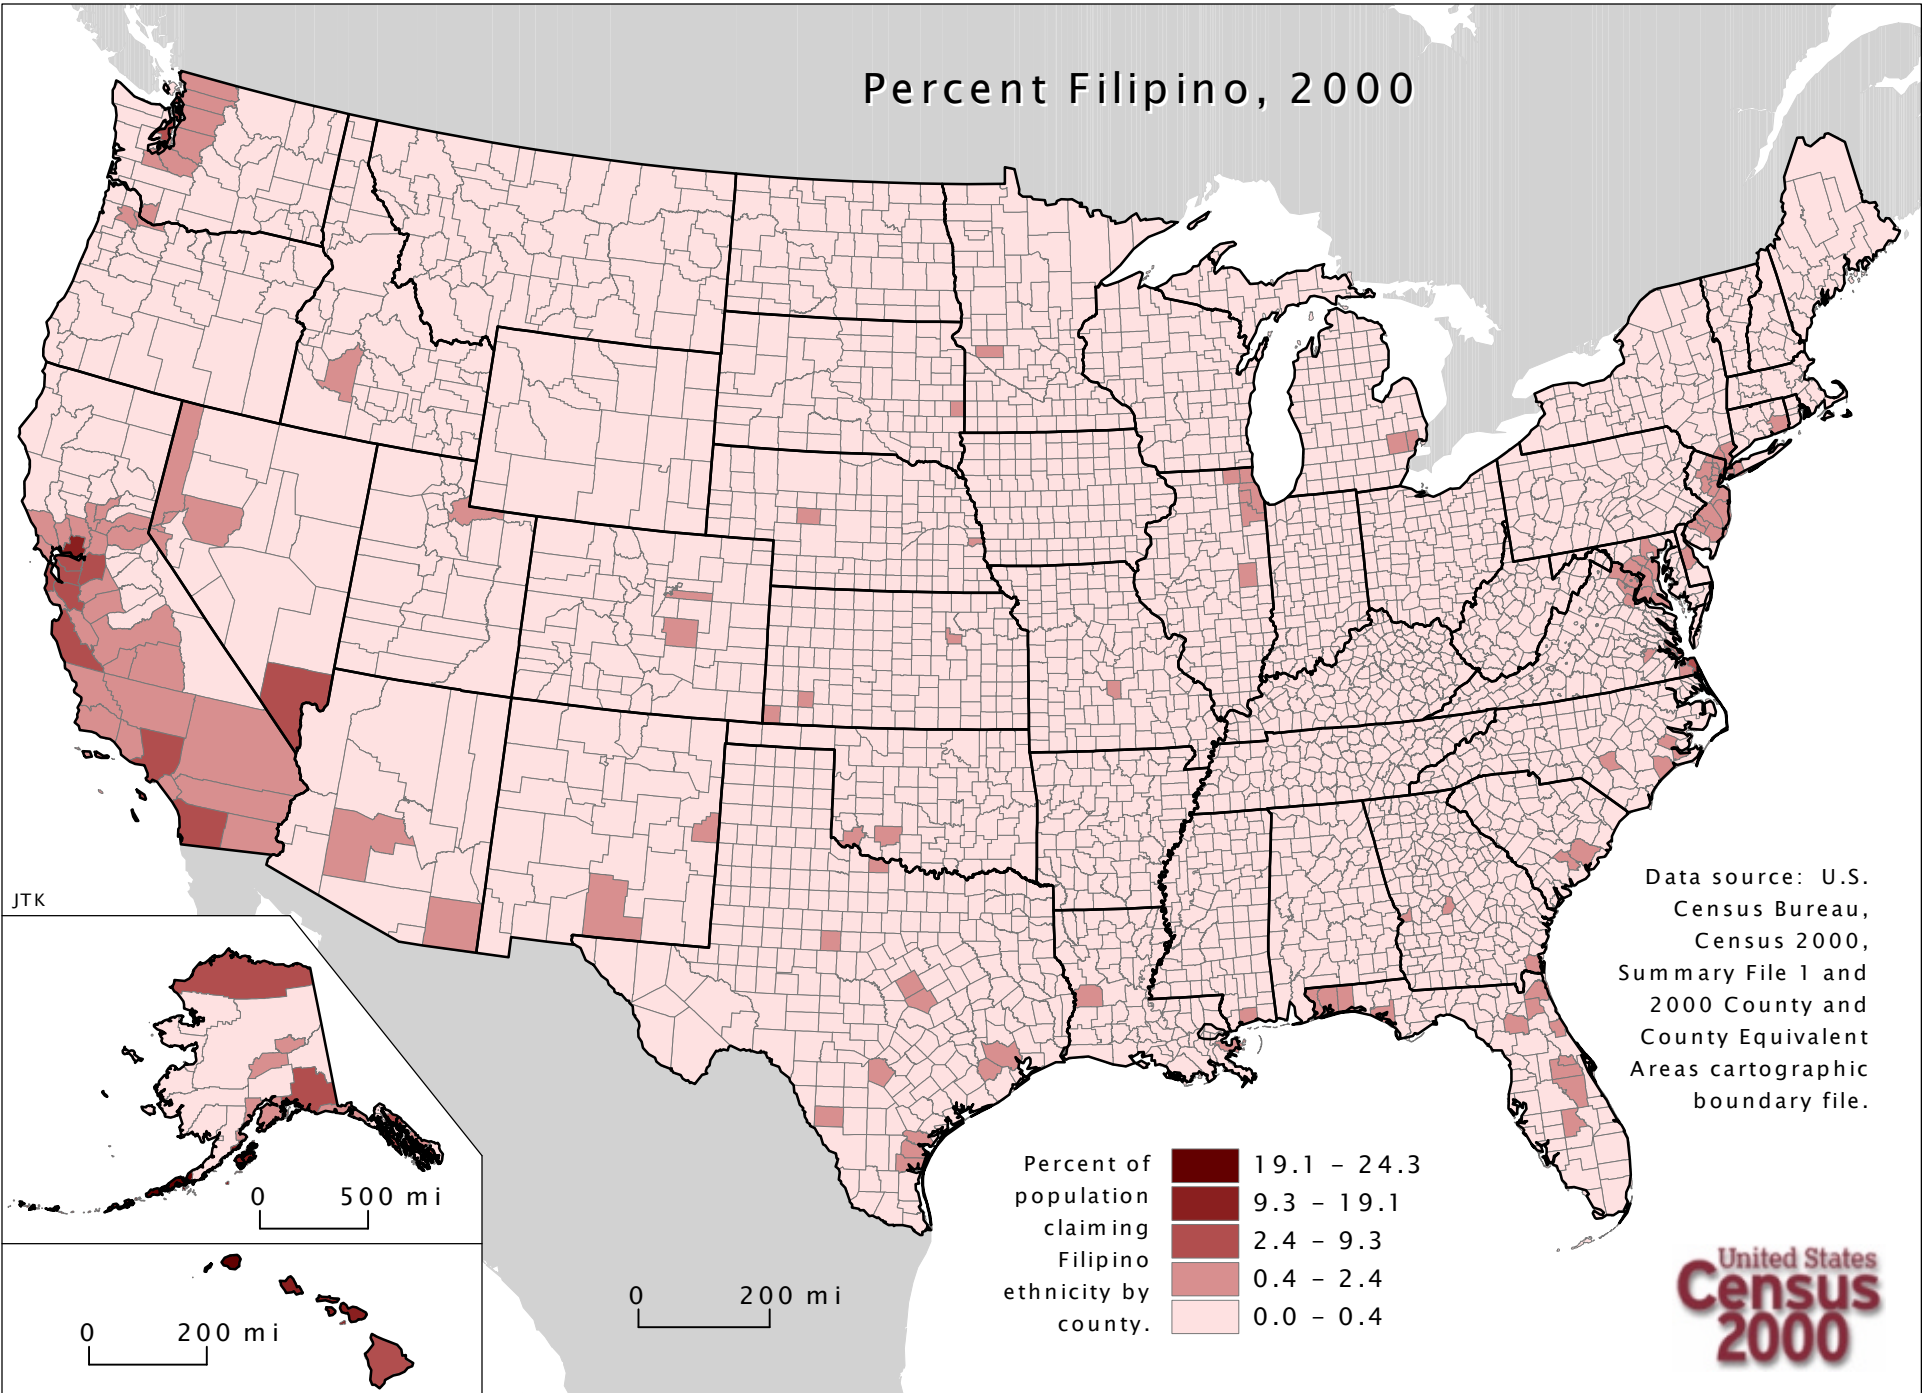 Percent Filipino, 2000
JTK
Data source: U.S.
Census Bureau,
Census 2000,
Summary File 1 and
2000 County and
County Equivalent
Areas cartographic
boundary file.
0 500 mi
0 200 mi
0 200 mi
Percent of
population
claiming
Filipino
ethnicity by
county.
19.1 – 24.3
9.3 – 19.1
2.4 – 9.3
0.4 – 2.4
0.0 – 0.4
United States
Census
2000